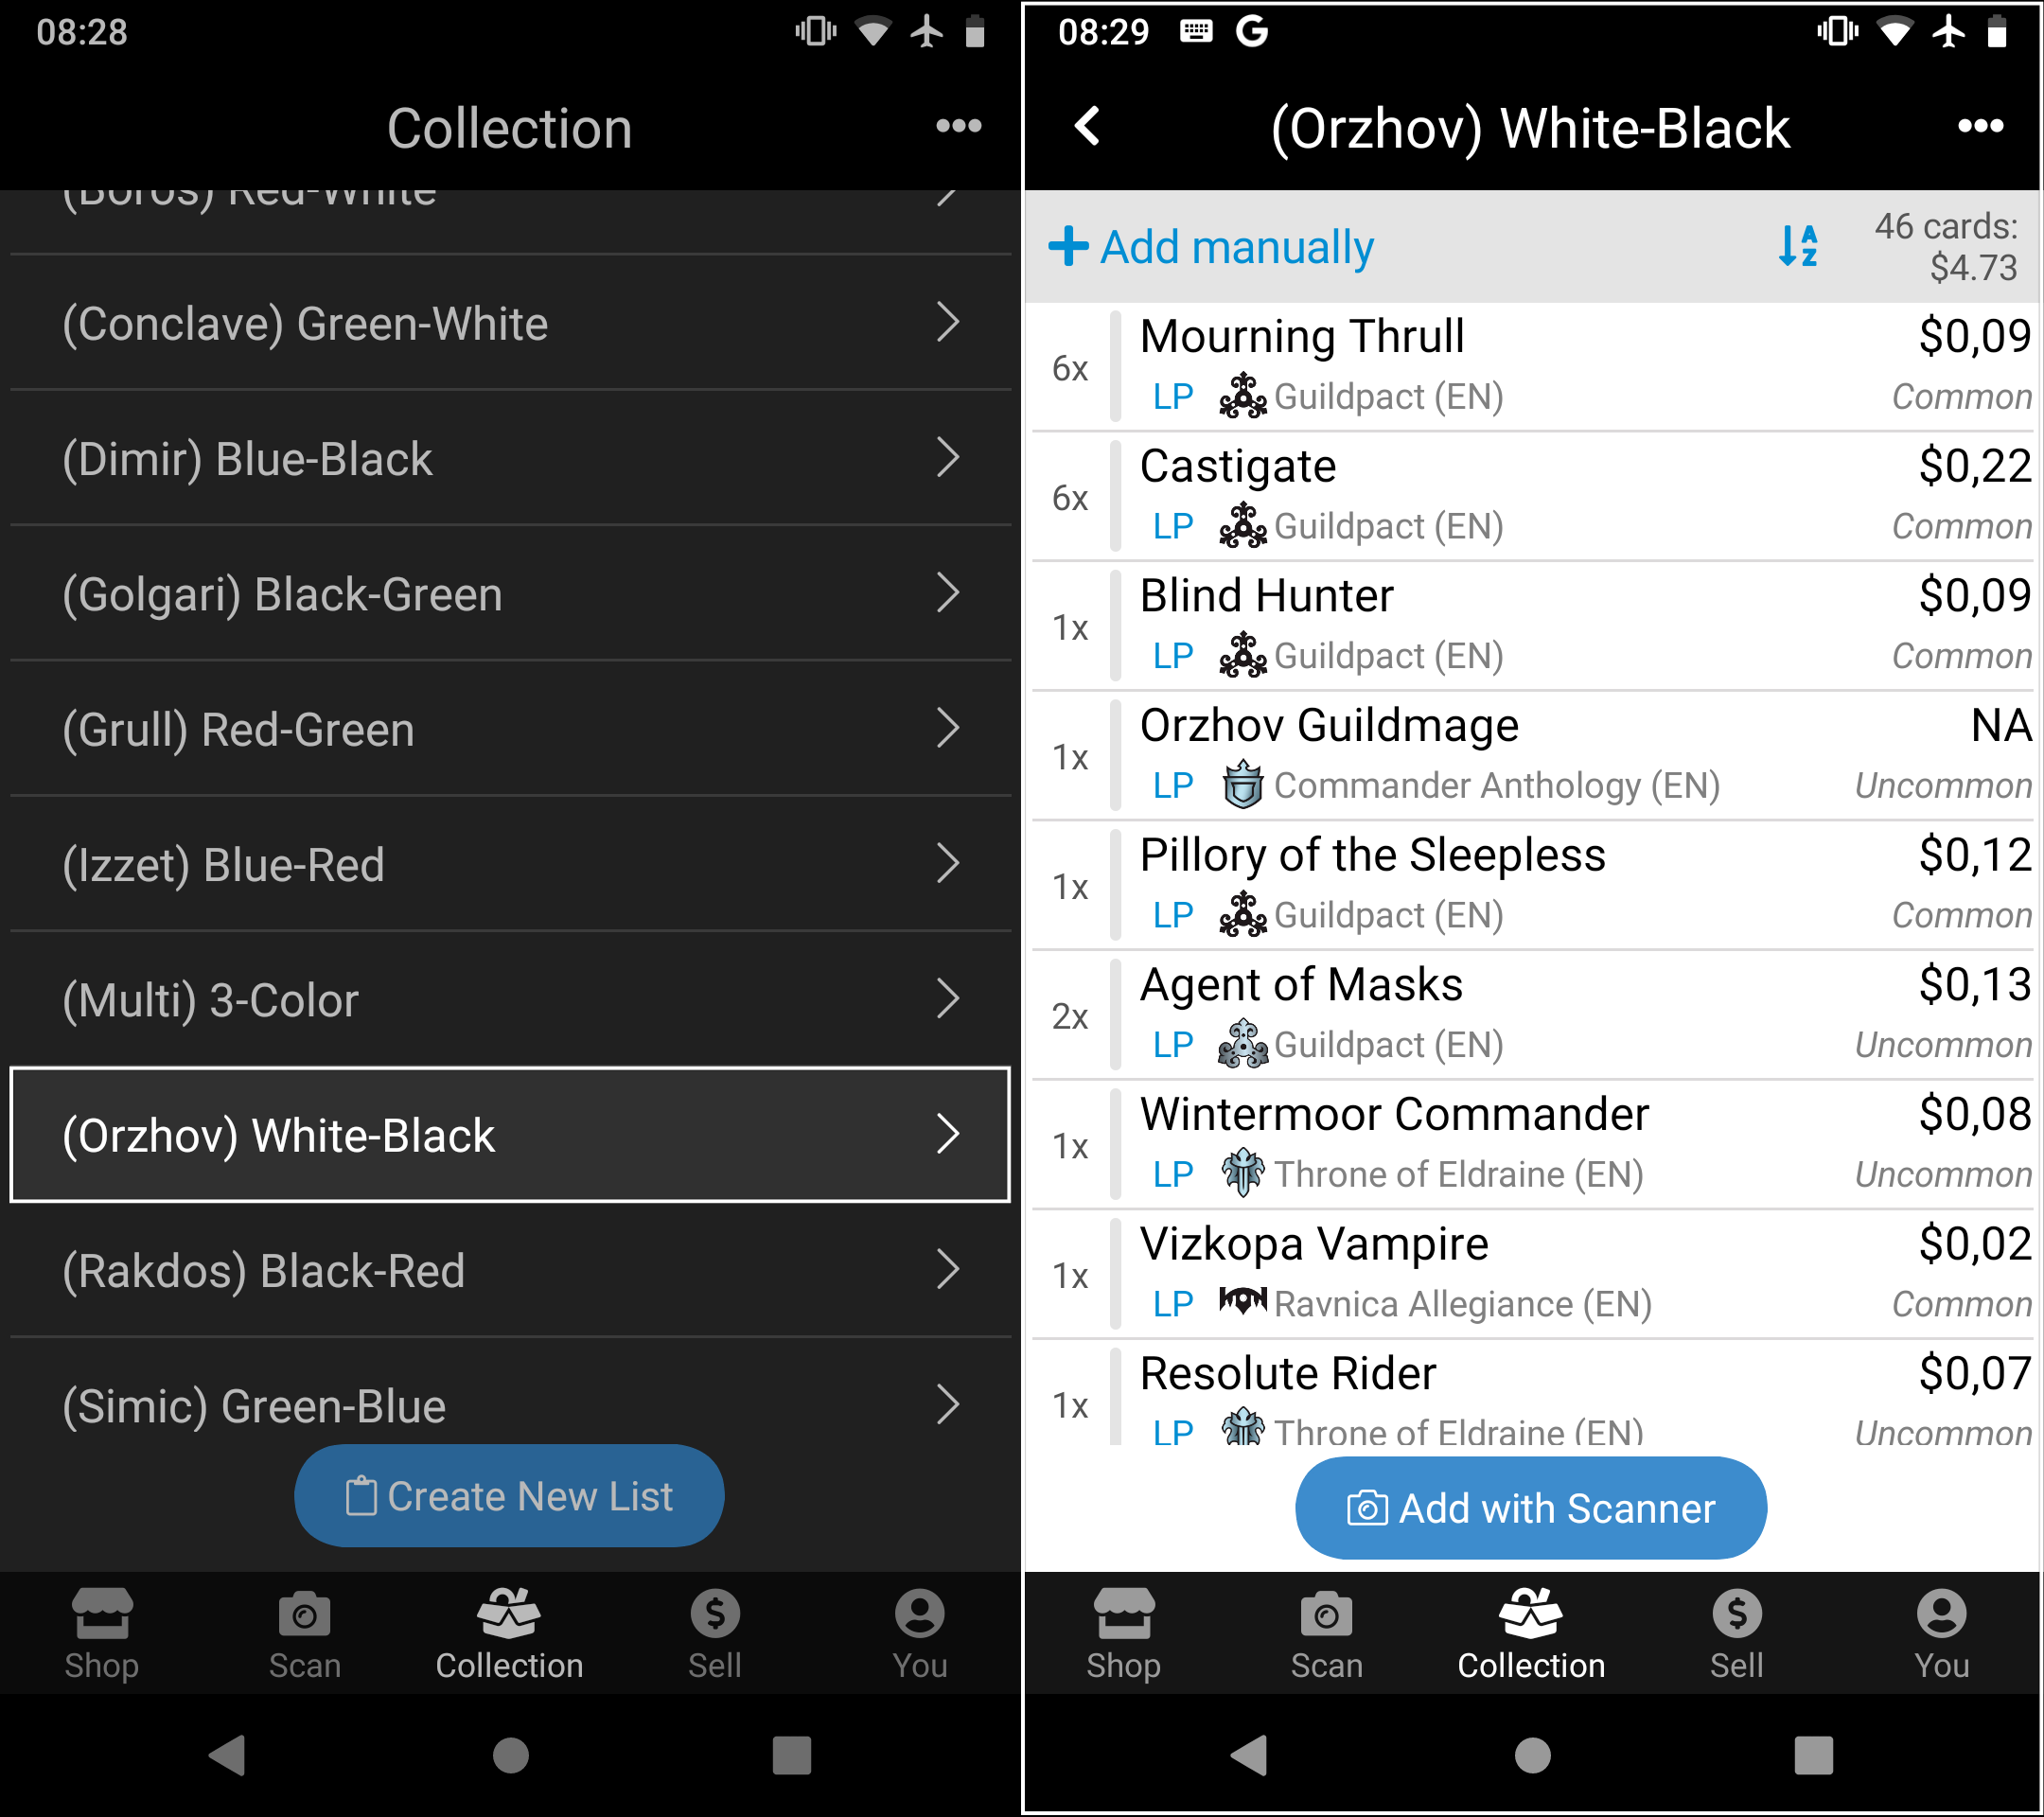 08:28
Collection
(Boros) Red-White
(Conclave) Green-White
(Dimir) Blue-Black
(Golgari) Black-Green
(Grull) Red-Green
(Izzet) Blue-Red
(Multi) 3-Color
(Orzhov) White-Black
(Rakdos) Black-Red
(Simic) Green-Blue
Create New List
Shop Scan Collection Sell You
08:29
(Orzhov) White-Black
Add manually
46 cards:
$4.73
Mourning Thrull $0,09
6x
LP Guildpact (EN) Common
Castigate $0,22
6x
LP Guildpact (EN) Common
Blind Hunter $0,09
1x
LP Guildpact (EN) Common
Orzhov Guildmage NA
1x
LP Commander Anthology (EN) Uncommon
Pillory of the Sleepless $0,12
1x
LP Guildpact (EN) Common
Agent of Masks $0,13
2x
LP Guildpact (EN) Uncommon
Wintermoor Commander $0,08
1x
LP Throne of Eldraine (EN) Uncommon
Vizkopa Vampire $0,02
1x
LP Ravnica Allegiance (EN) Common
Resolute Rider $0,07
1x
LP Throne of Eldraine (EN) Uncommon
Add with Scanner
Shop Scan Collection Sell You